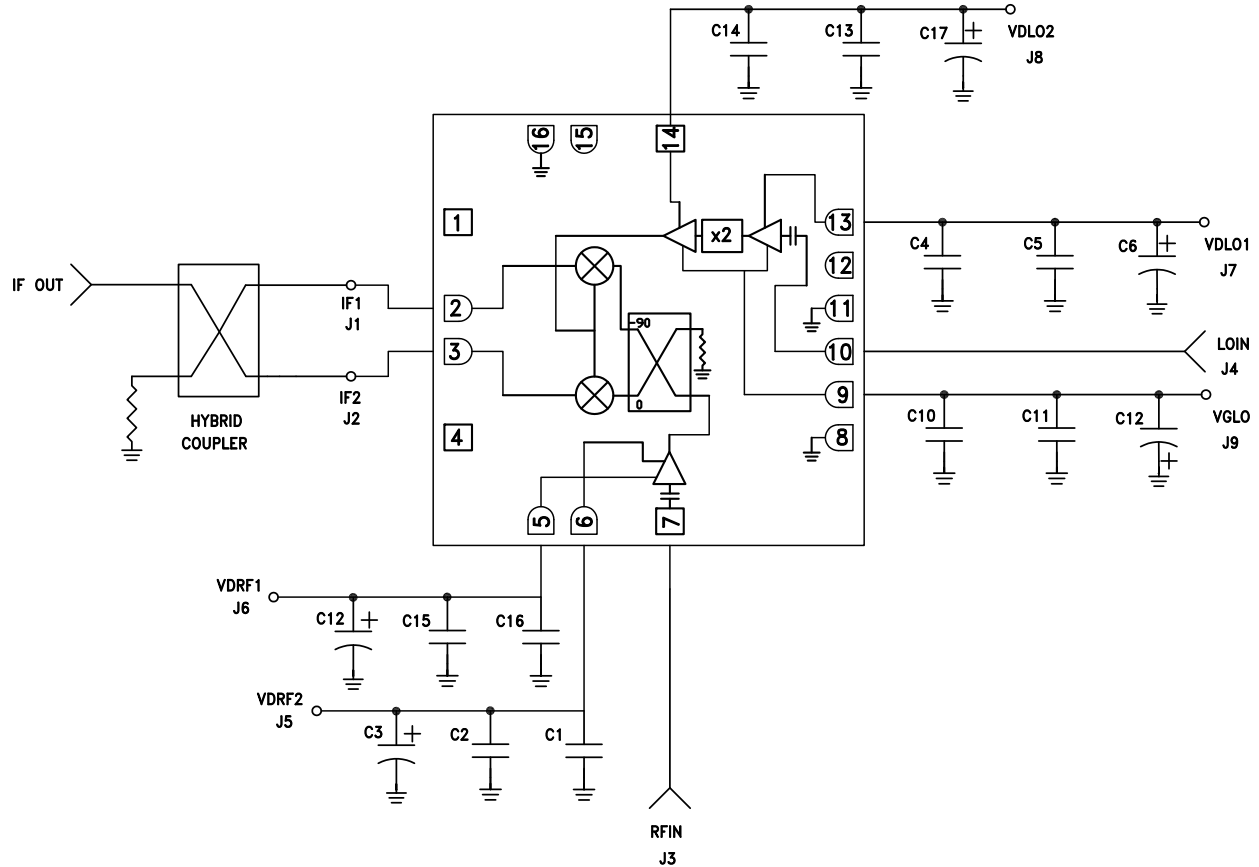 C14
C13
C17
+
VDLO2
J8
16
15
14
1
x2
13
C4
C5
C6
+
VDLO1
J7
12
IF OUT
IF1
J1
2
11
-90
3
10
LOIN
J4
IF2
J2
HYBRID
COUPLER
0
9
C10
C11
C12
+
VGLO
J9
4
8
5
6
7
VDRF1
J6
C12
+
C15
C16
VDRF2
J5
C3
+
C2
C1
RFIN
J3